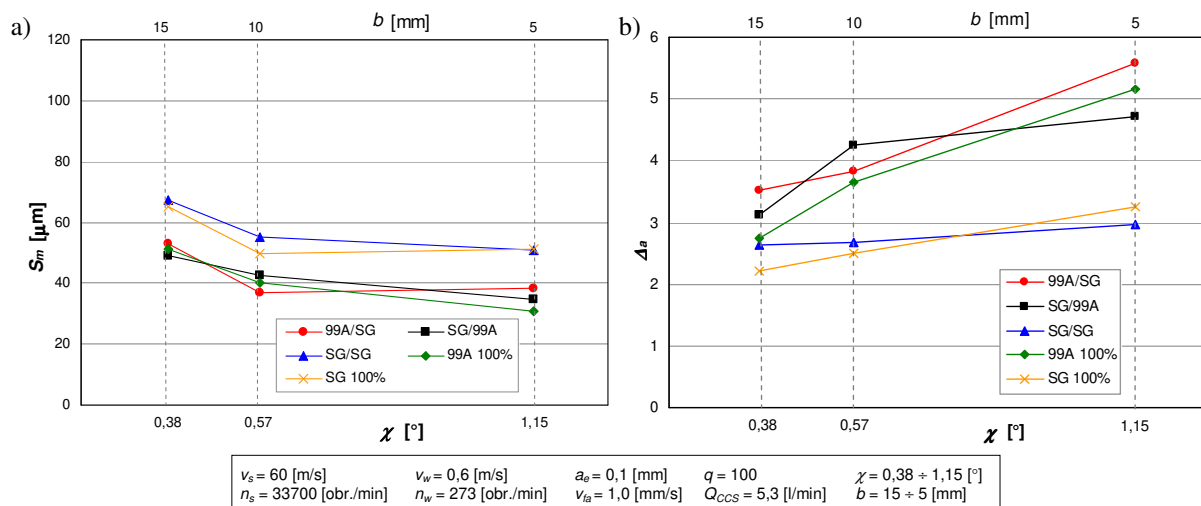 a)
15 10 b [mm] 5
120
100
80
60
40
20
0
Sm [μm]
99A/SG SG/99A
SG/SG 99A 100%
SG 100%
0,38 0,57 χ [°] 1,15
b)
15 10 b [mm] 5
6
5
4
3
2
1
0
Δa
99A/SG
SG/99A
SG/SG
99A 100%
SG 100%
0,38 0,57 χ [°] 1,15
vs = 60 [m/s] vw = 0,6 [m/s] ae = 0,1 [mm] q = 100 χ = 0,38 ÷ 1,15 [°]
ns = 33700 [obr./min] nw = 273 [obr./min] vfa = 1,0 [mm/s] QCCS = 5,3 [l/min] b = 15 ÷ 5 [mm]